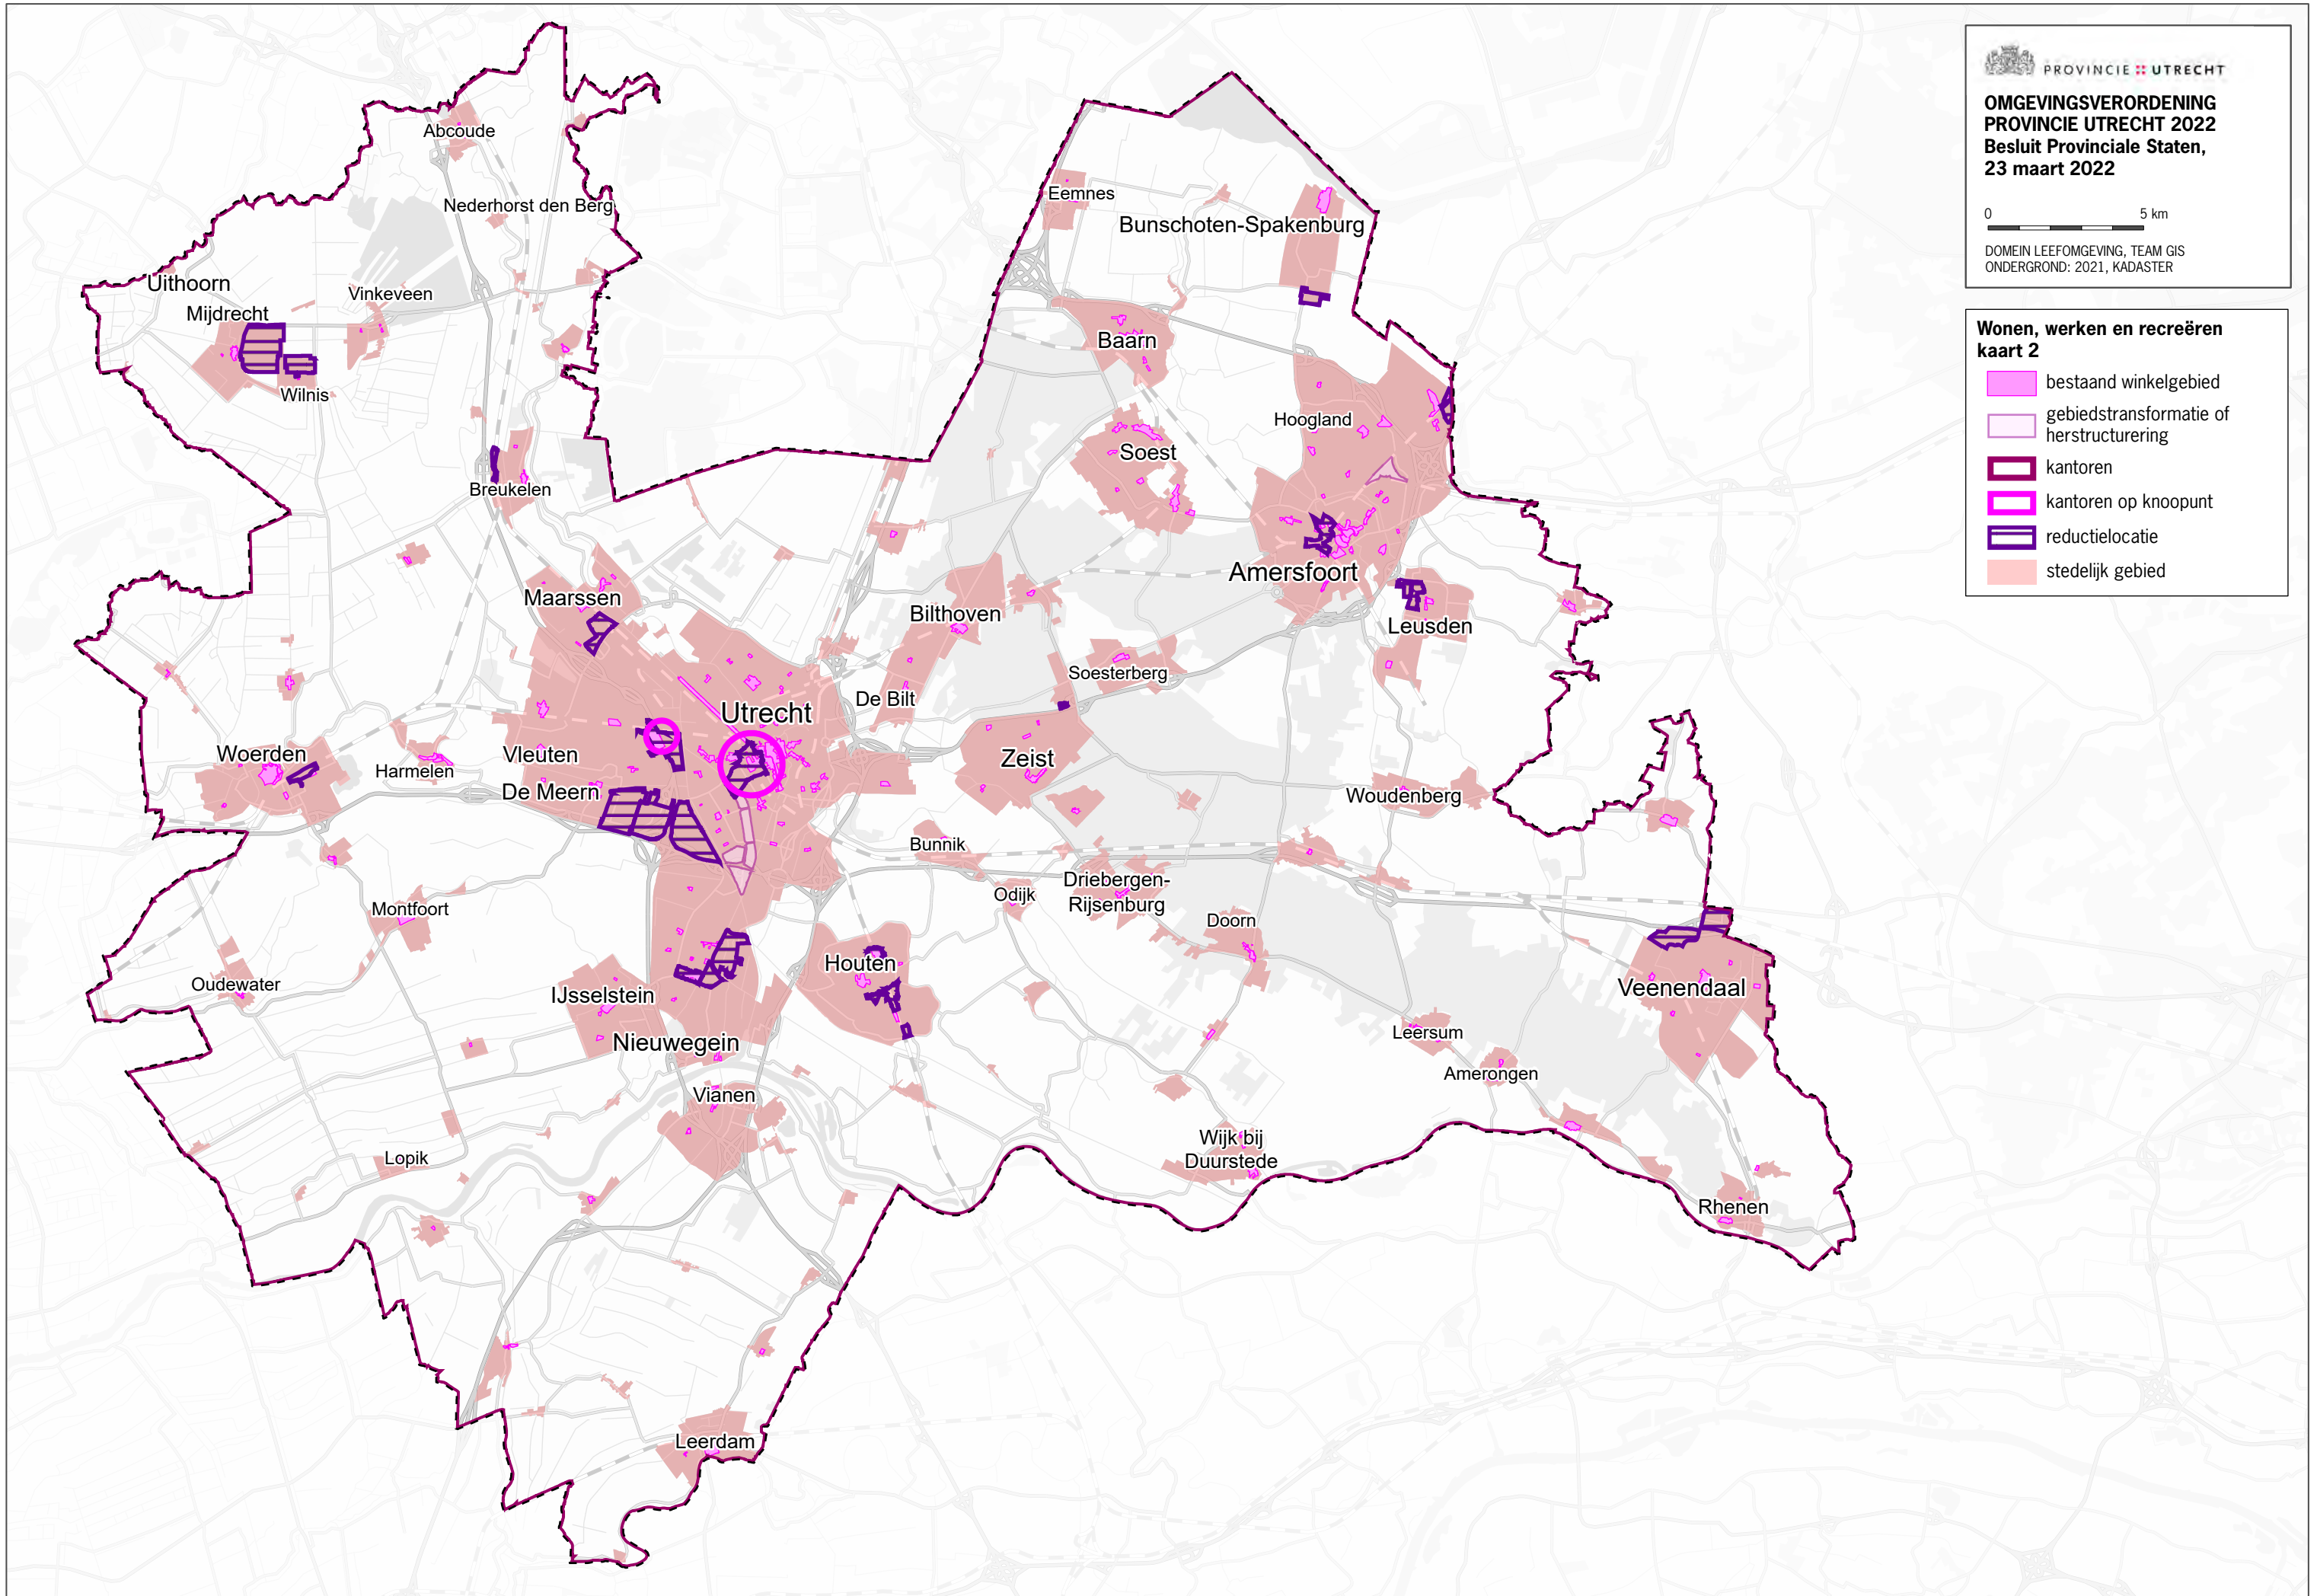 PROVINCIE UTRECHT
OMGEVINGSVERORDENING
PROVINCIE UTRECHT 2022
Besluit Provinciale Staten,
23 maart 2022
0 5 km
DOMEIN LEEFOMGEVING, TEAM GIS
ONDERGROND: 2021, KADASTER
Wonen, werken en recreëren
kaart 2
bestaand winkelgebied
gebiedstransformatie of
herstructurering
kantoren
kantoren op knoopunt
reductielocatie
stedelijk gebied
Abcoude
Nederhorst den Berg
Eemnes
Bunschoten-Spakenburg
Uithoorn
Vinkeveen
Mijdrecht
Wilnis
Baarn
Hoogland
Soest
Breukelen
Amersfoort
Maarssen
Bilthoven
Leusden
Soesterberg
De Bilt
Utrecht
Woerden
Vleuten
Harmelen
Zeist
De Meern
Woudenberg
Bunnik
Driebergen-
Rijsenburg
Odijk
Montfoort
Doorn
Houten
Oudewater
IJsselstein
Veenendaal
Nieuwegein
Leersum
Amerongen
Vianen
Wijk bij
Duurstede
Lopik
Rhenen
Leerdam